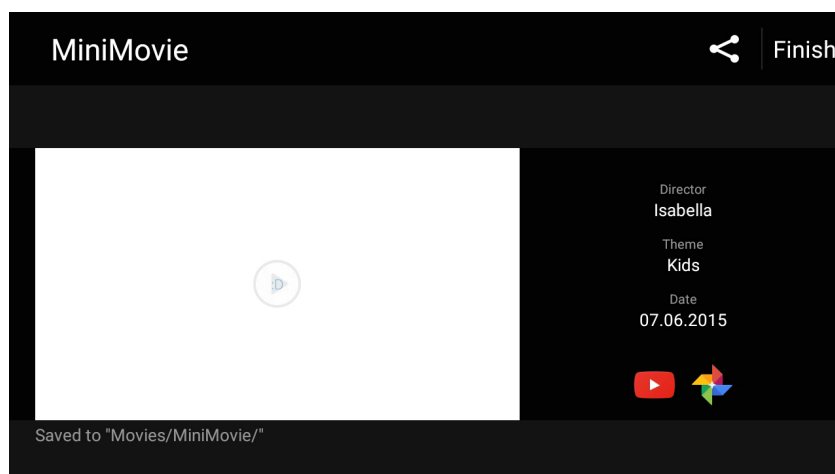 MiniMovie
Finish
:D
Director
Isabella
Theme
Kids
Date
07.06.2015
Saved to "Movies/MiniMovie/"